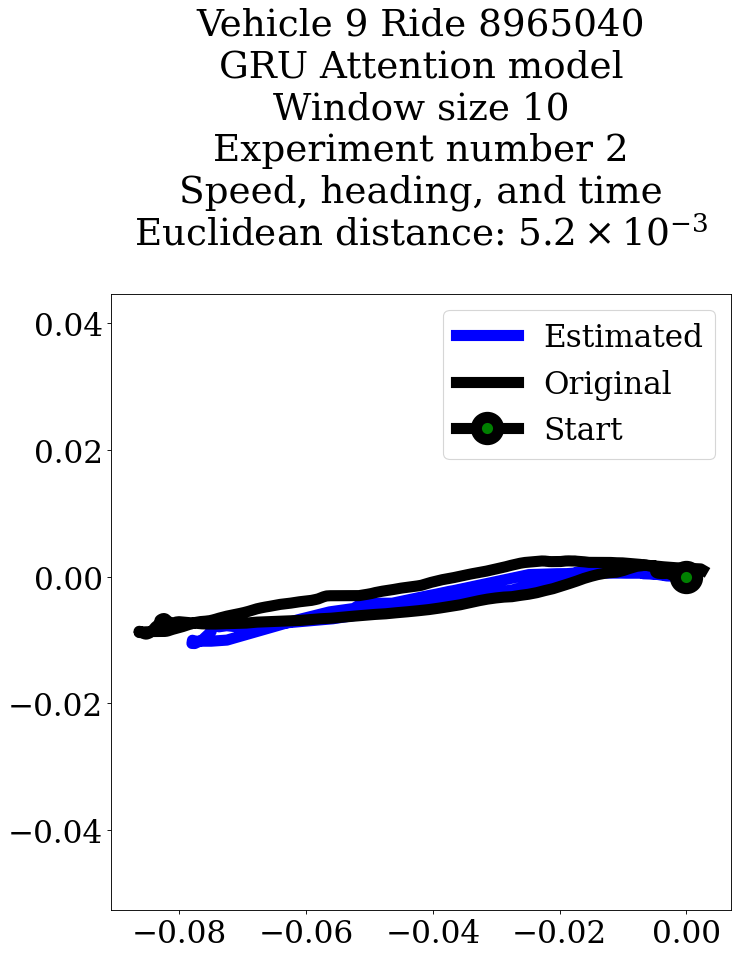 Vehicle 9 Ride 8965040
GRU Attention model
Window size 10
Experiment number 2
Speed, heading, and time
Euclidean distance: 5.2 × 10⁻³
0.04
0.02
0.00
−0.02
−0.04
Estimated
Original
Start
−0.08 −0.06 −0.04 −0.02 0.00